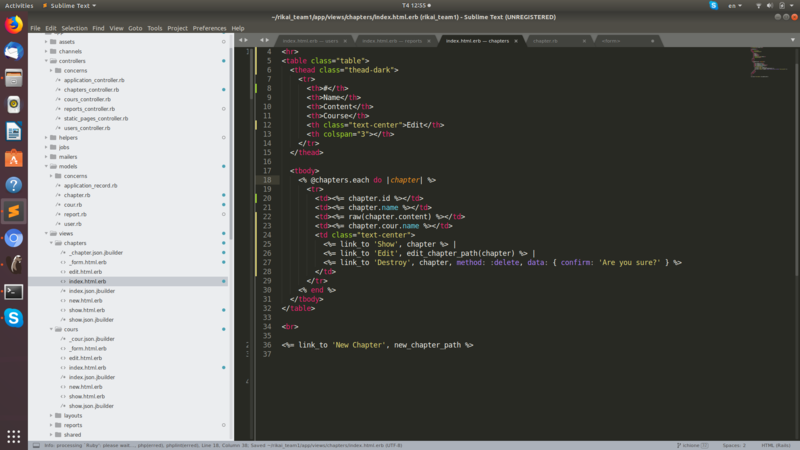 Activities
Sublime Text
T4 12:55
en
~/rikai_team1/app/views/chapters/index.html.erb (rikai_team1) - Sublime Text (UNREGISTERED)
File Edit Selection Find View Goto Tools Project Preferences Help
index.html.erb — users
index.html.erb — reports
index.html.erb — chapters
chapter.rb
<form>
app
assets
channels
controllers
concerns
application_controller.rb
chapters_controller.rb
cours_controller.rb
reports_controller.rb
static_pages_controller.rb
users_controller.rb
helpers
jobs
mailers
models
concerns
application_record.rb
chapter.rb
cour.rb
report.rb
user.rb
views
chapters
_chapter.json.jbuilder
_form.html.erb
edit.html.erb
index.html.erb
index.json.jbuilder
new.html.erb
show.html.erb
show.json.jbuilder
cours
_cour.json.jbuilder
_form.html.erb
edit.html.erb
index.html.erb
index.json.jbuilder
new.html.erb
show.html.erb
show.json.jbuilder
layouts
reports
shared
4 <hr>
5 <table class="table">
6 <thead class="thead-dark">
7 <tr>
8 <th>#</th>
9 <th>Name</th>
10 <th>Content</th>
11 <th>Course</th>
12 <th class="text-center">Edit</th>
13 <th colspan="3"></th>
14 </tr>
15 </thead>
16
17 <tbody>
18 <% @chapters.each do |chapter| %>
19 <tr>
20 <td><%= chapter.id %></td>
21 <td><%= chapter.name %></td>
22 <td><%= raw(chapter.content) %></td>
23 <td><%= chapter.cour.name %></td>
24 <td class="text-center">
25 <%= link_to 'Show', chapter %> |
26 <%= link_to 'Edit', edit_chapter_path(chapter) %> |
27 <%= link_to 'Destroy', chapter, method: :delete, data: { confirm: 'Are you sure?' } %>
28 </td>
29 </tr>
30 <% end %>
31 </tbody>
32 </table>
33
34 <br>
35
36 <%= link_to 'New Chapter', new_chapter_path %>
37
Line 18, Column 38; Saved ~/rikai_team1/app/views/chapters/index.html.erb (UTF-8)
Spaces: 2
HTML (Rails)